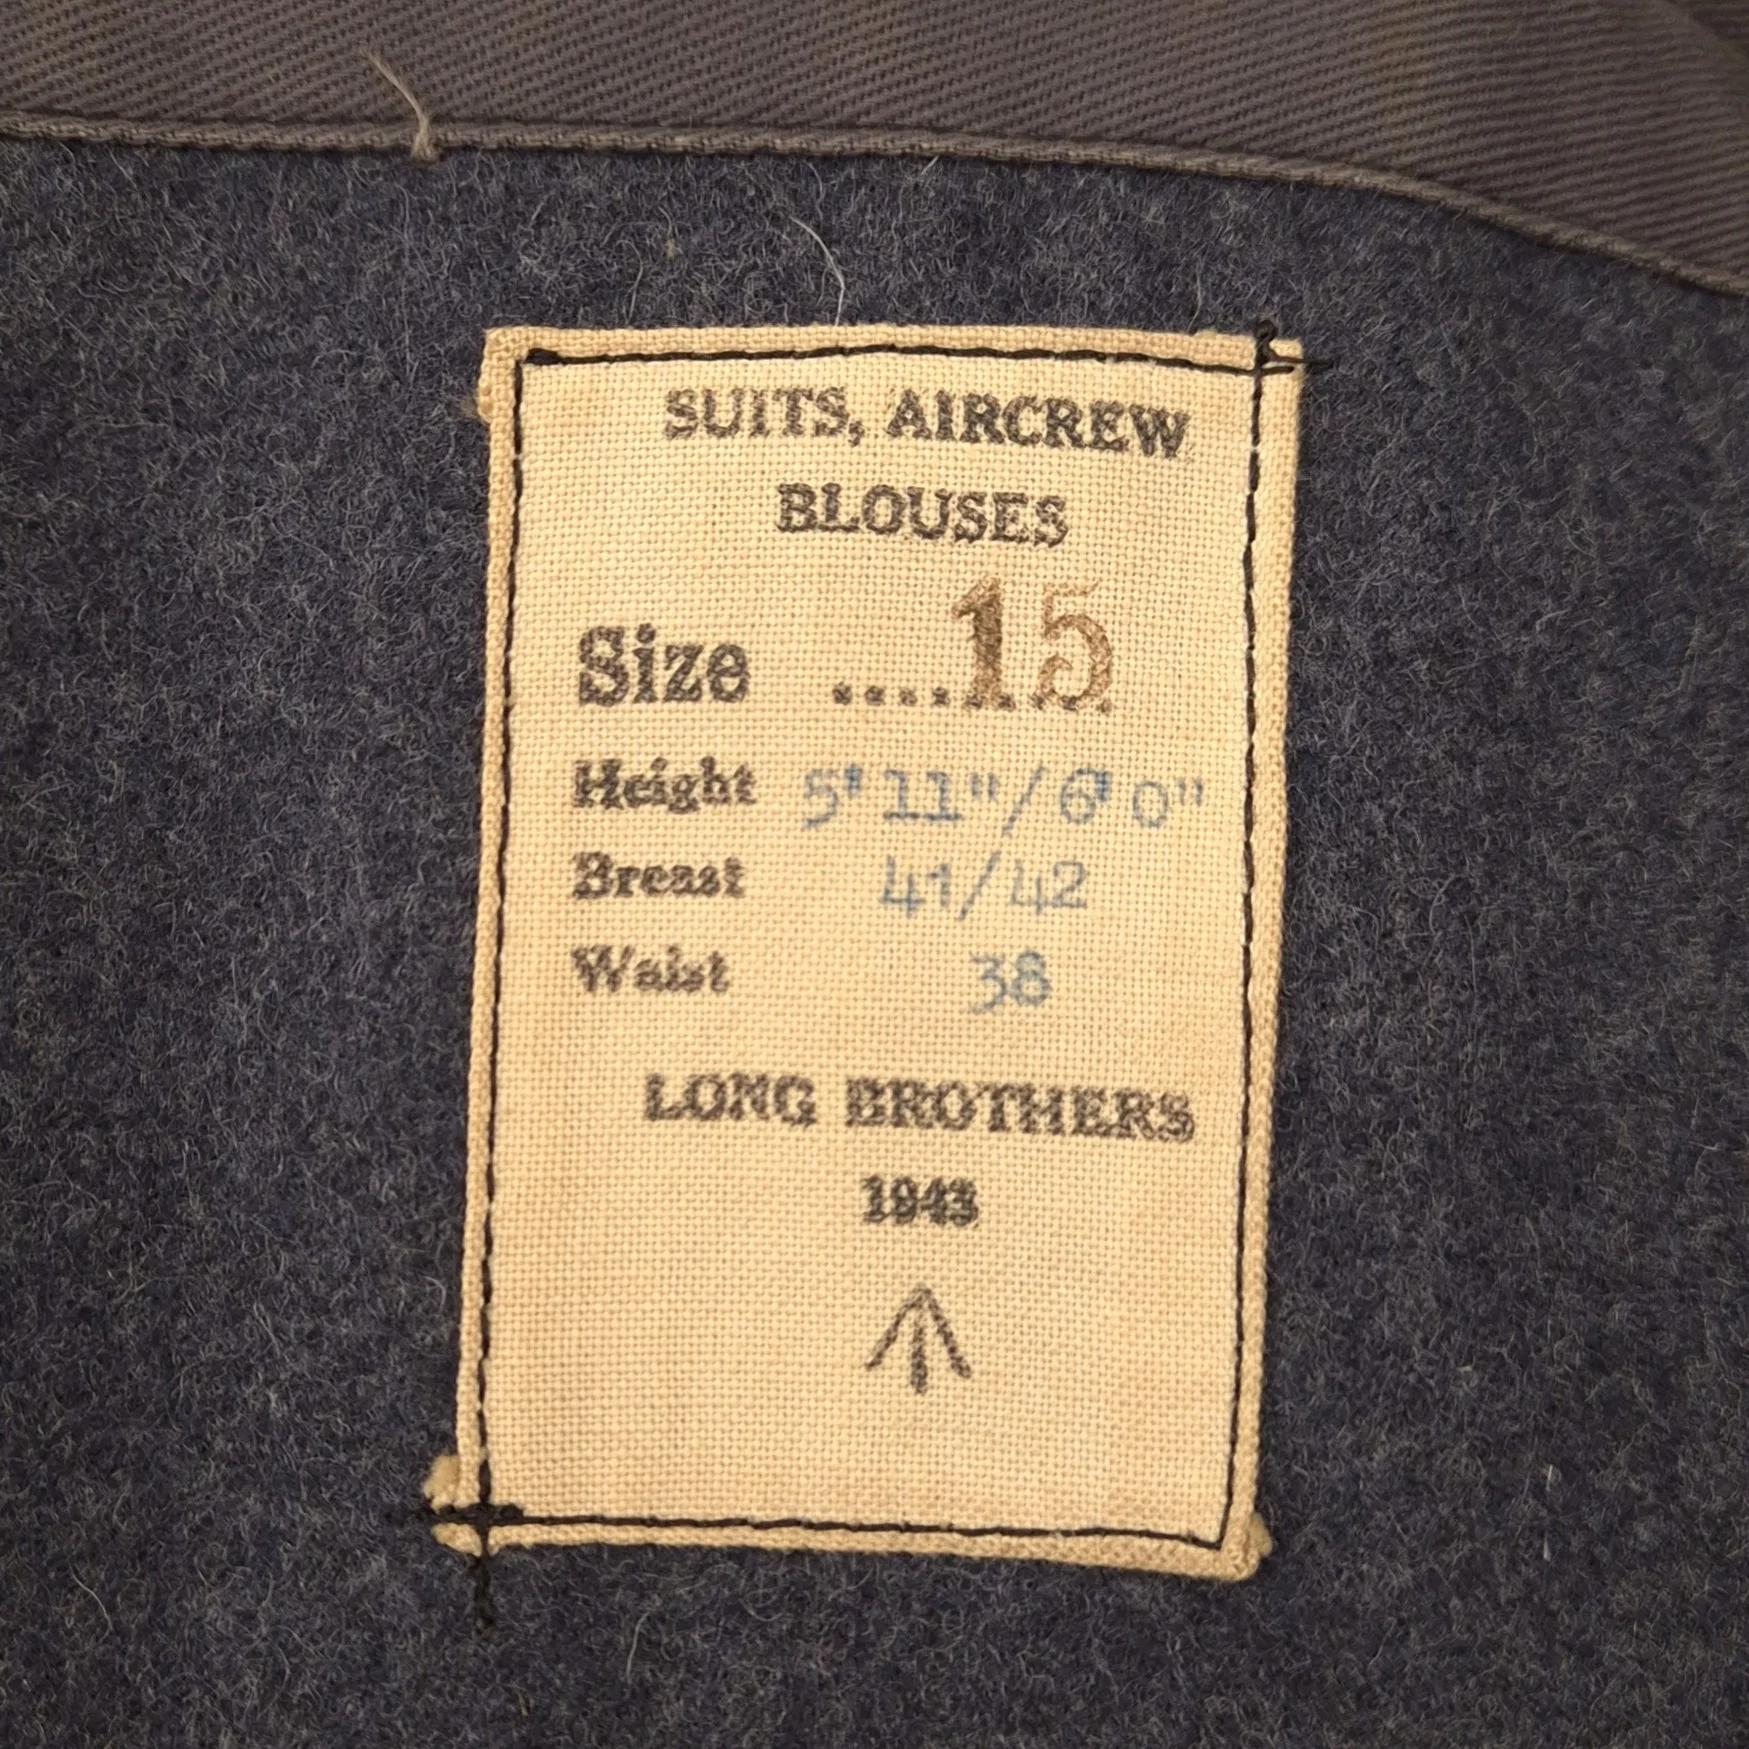 SUITS, AIRCREW
BLOUSES
Size ......15
Height 5' 11"/6' 0"
Breast 41/42
Waist 38
LONG BROTHERS
1943